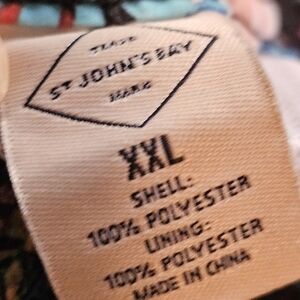 TRADE
ST JOHN'S BAY
MARK
XXL
SHELL:
100% POLYESTER
LINING:
100% POLYESTER
MADE IN CHINA